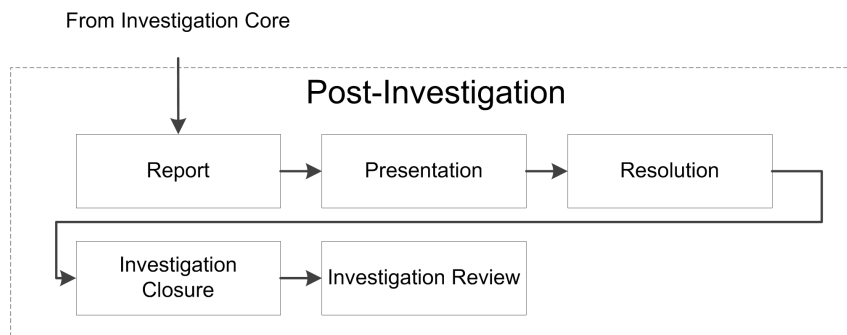 From Investigation Core
Post-Investigation
Report
Presentation
Resolution
Investigation
Closure
Investigation Review